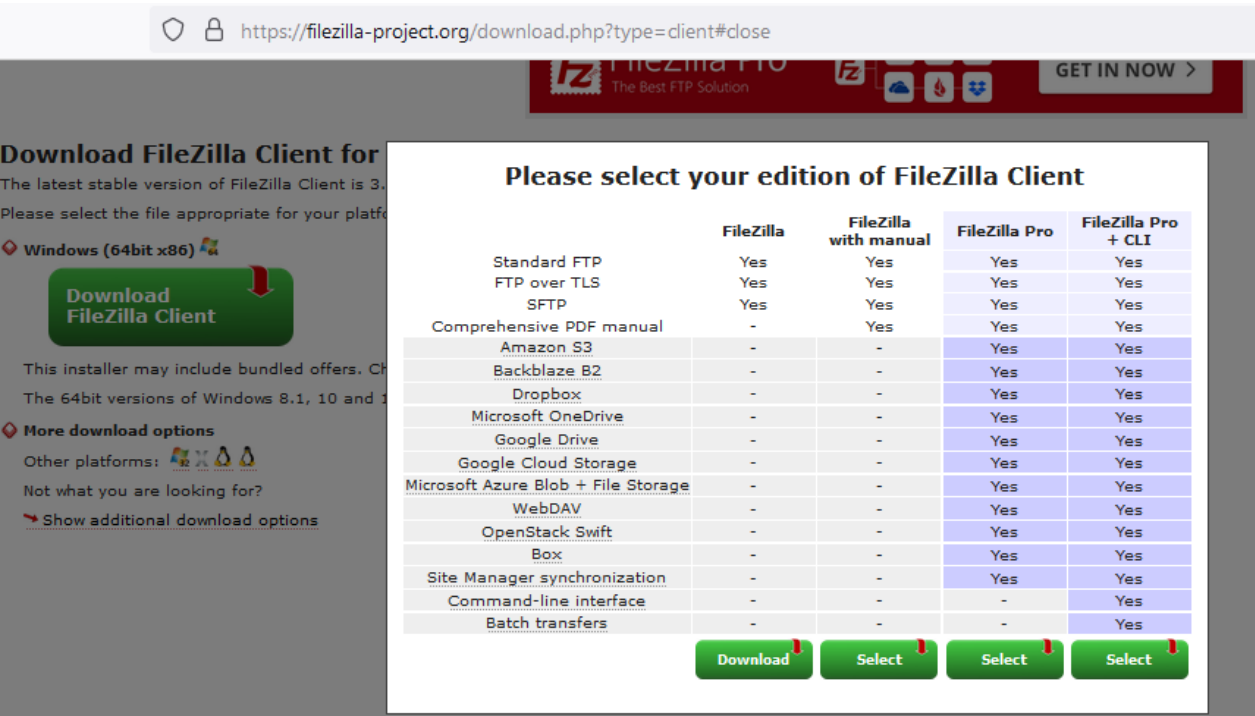 https://filezilla-project.org/download.php?type=client#close
FileZilla Pro
The Best FTP Solution
GET IN NOW >
Download FileZilla Client for
The latest stable version of FileZilla Client is 3.
Please select the file appropriate for your platfo
Windows (64bit x86)
Download
FileZilla Client
This installer may include bundled offers. Ch
The 64bit versions of Windows 8.1, 10 and 1
More download options
Other platforms:
Not what you are looking for?
Show additional download options
Please select your edition of FileZilla Client
FileZilla FileZilla with manual FileZilla Pro FileZilla Pro + CLI
Standard FTP Yes Yes Yes Yes
FTP over TLS Yes Yes Yes Yes
SFTP Yes Yes Yes Yes
Comprehensive PDF manual - Yes Yes Yes
Amazon S3 - - Yes Yes
Backblaze B2 - - Yes Yes
Dropbox - - Yes Yes
Microsoft OneDrive - - Yes Yes
Google Drive - - Yes Yes
Google Cloud Storage - - Yes Yes
Microsoft Azure Blob + File Storage - - Yes Yes
WebDAV - - Yes Yes
OpenStack Swift - - Yes Yes
Box - - Yes Yes
Site Manager synchronization - - Yes Yes
Command-line interface - - - Yes
Batch transfers - - - Yes
Download Select Select Select